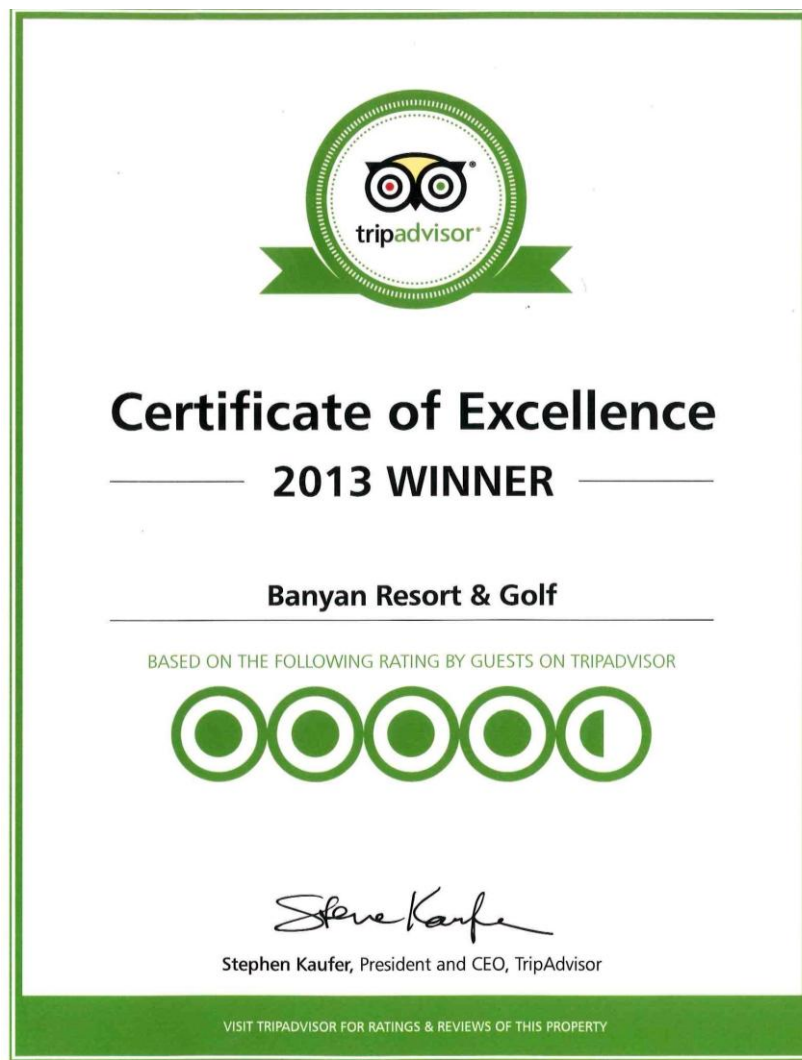 tripadvisor®
Certificate of Excellence
2013 WINNER
Banyan Resort & Golf
BASED ON THE FOLLOWING RATING BY GUESTS ON TRIPADVISOR
Steve Kaufer
Stephen Kaufer, President and CEO, TripAdvisor
VISIT TRIPADVISOR FOR RATINGS & REVIEWS OF THIS PROPERTY